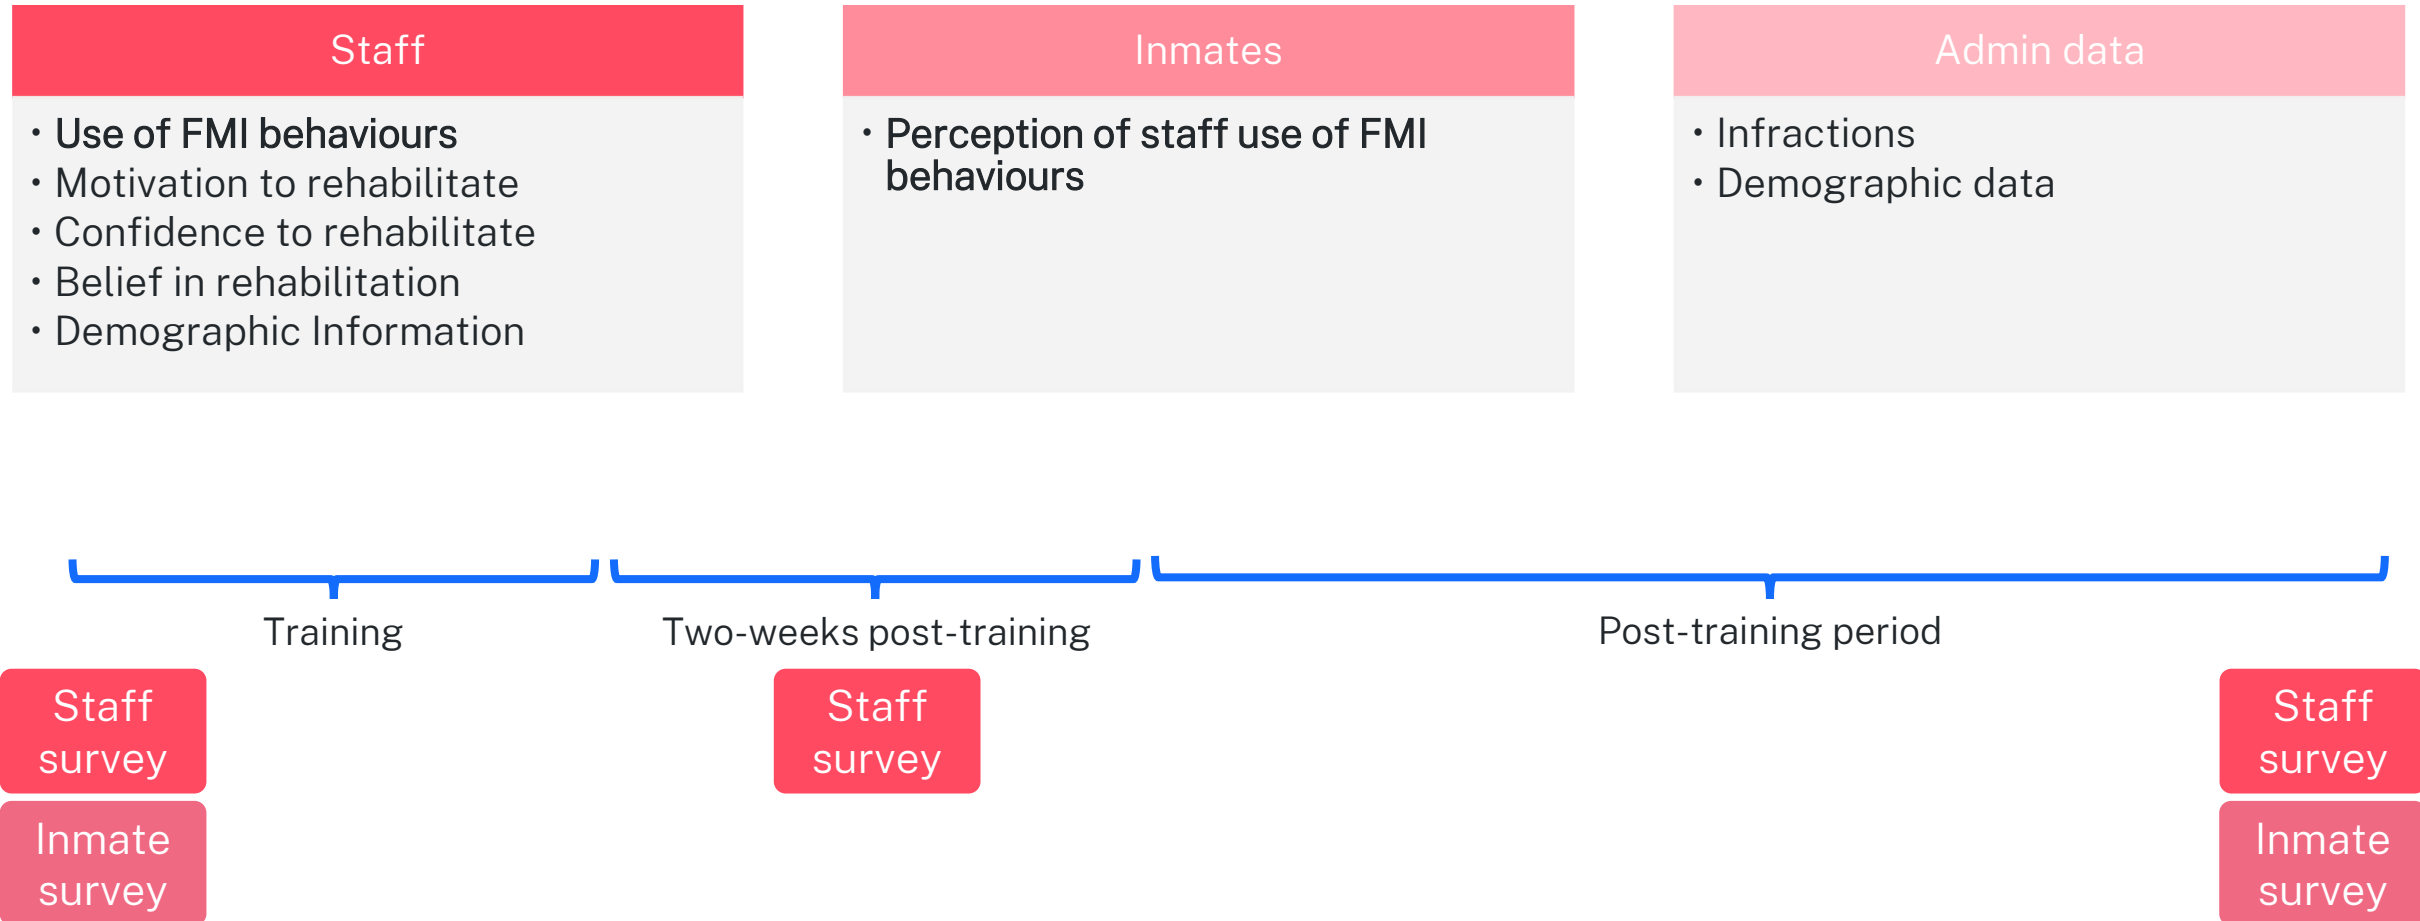 Staff
• Use of FMI behaviours
• Motivation to rehabilitate
• Confidence to rehabilitate
• Belief in rehabilitation
• Demographic Information
Inmates
• Perception of staff use of FMI
behaviours
Admin data
• Infractions
• Demographic data
Training
Two-weeks post-training
Post-training period
Staff
survey
Inmate
survey
Staff
survey
Staff
survey
Inmate
survey